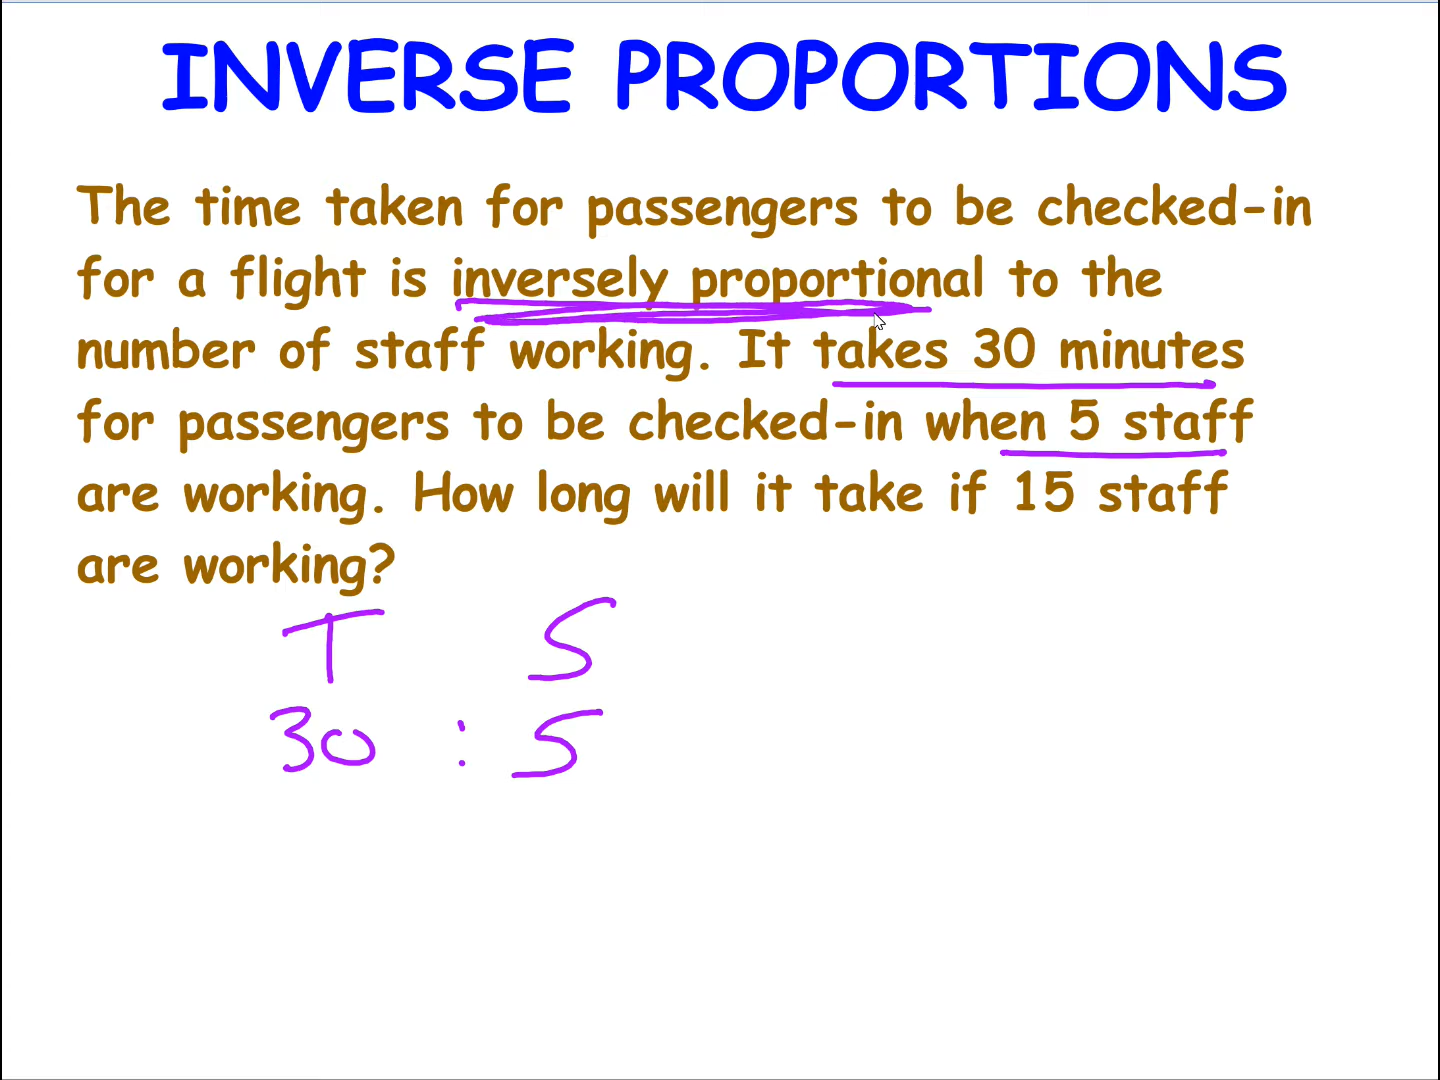 INVERSE PROPORTIONS
The time taken for passengers to be checked-in
for a flight is inversely proportional to the
number of staff working. It takes 30 minutes
for passengers to be checked-in when 5 staff
are working. How long will it take if 15 staff
are working?
T S
30 : 5